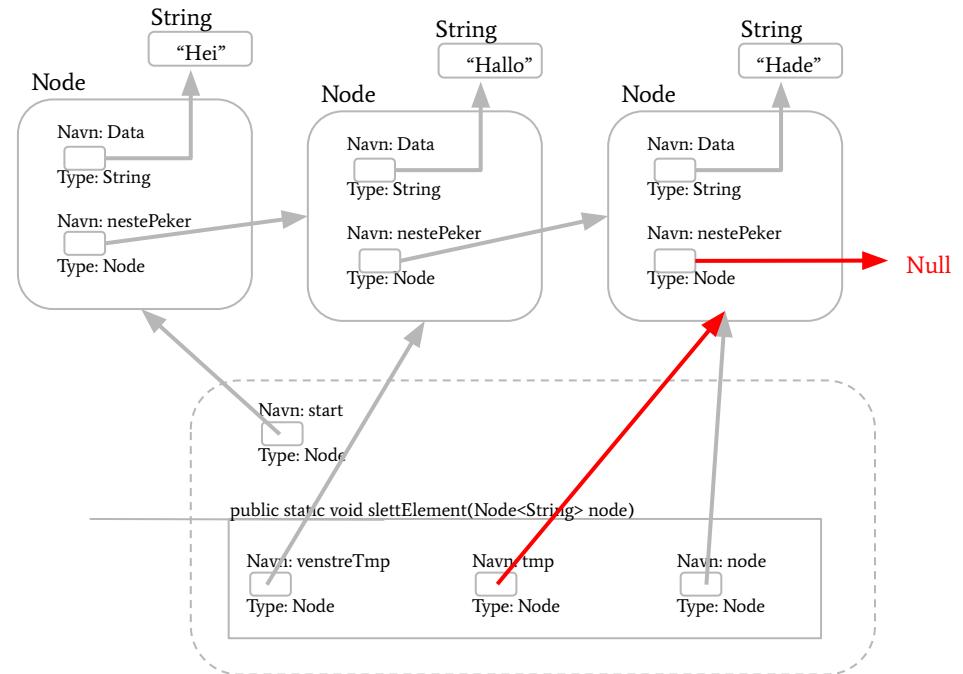 String
“Hei”
Node
Navn: Data
Type: String
Navn: nestePeker
Type: Node
String
“Hallo”
Node
Navn: Data
Type: String
Navn: nestePeker
Type: Node
String
“Hade”
Node
Navn: Data
Type: String
Navn: nestePeker
Type: Node
Null
Navn: start
Type: Node
public static void slettElement(Node<String> node)
Navn: venstreTmp
Type: Node
Navn: tmp
Type: Node
Navn: node
Type: Node